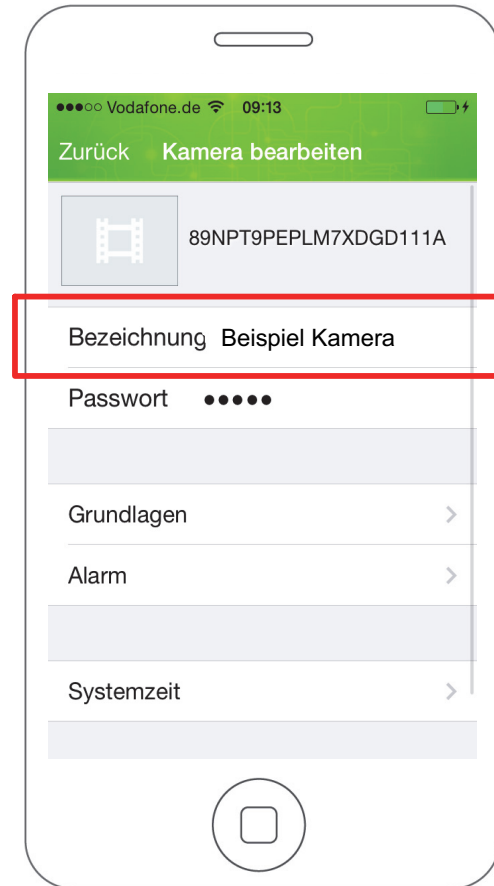 Vodafone.de 09:13
Zurück Kamera bearbeiten
89NPT9PEPLM7XDGD111A
Bezeichnung Beispiel Kamera
Passwort •••••
Grundlagen
Alarm
Systemzeit